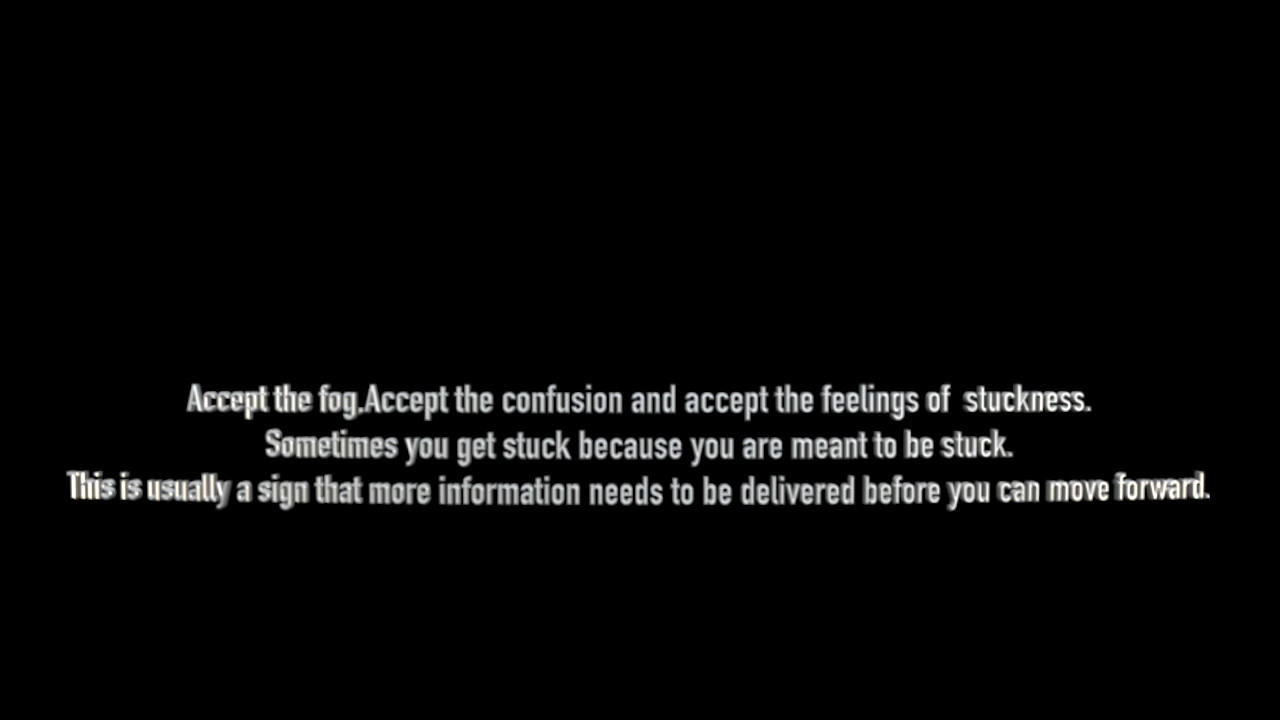 Accept the fog.Accept the confusion and accept the feelings of  stuckness.
Sometimes you get stuck because you are meant to be stuck.
This is usually a sign that more information needs to be delivered before you can move forward.